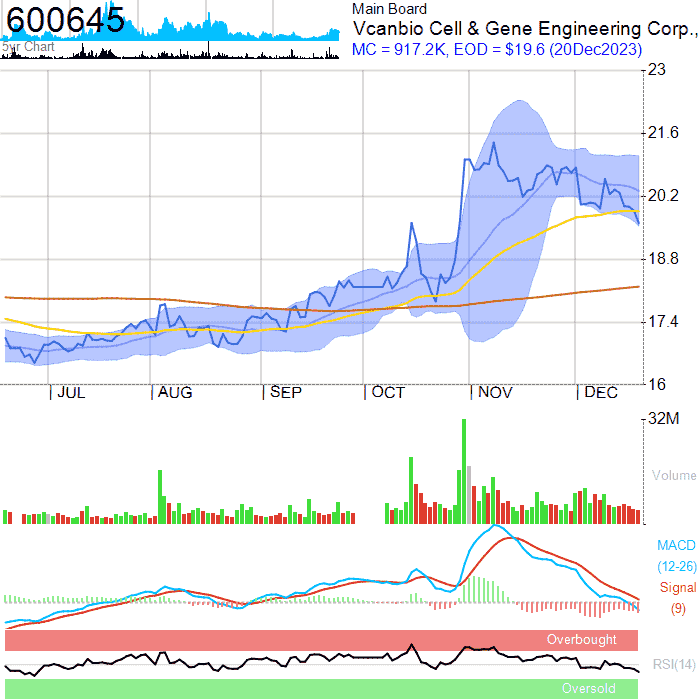 600645
5yr Chart
Main Board
Vcanbio Cell & Gene Engineering Corp.,
MC = 917.2K, EOD = $19.6 (20Dec2023)
23
21.6
20.2
18.8
17.4
16
JUL AUG SEP OCT NOV DEC
32M
Volume
MACD
(12-26)
Signal
(9)
Overbought
RSI(14)
Oversold